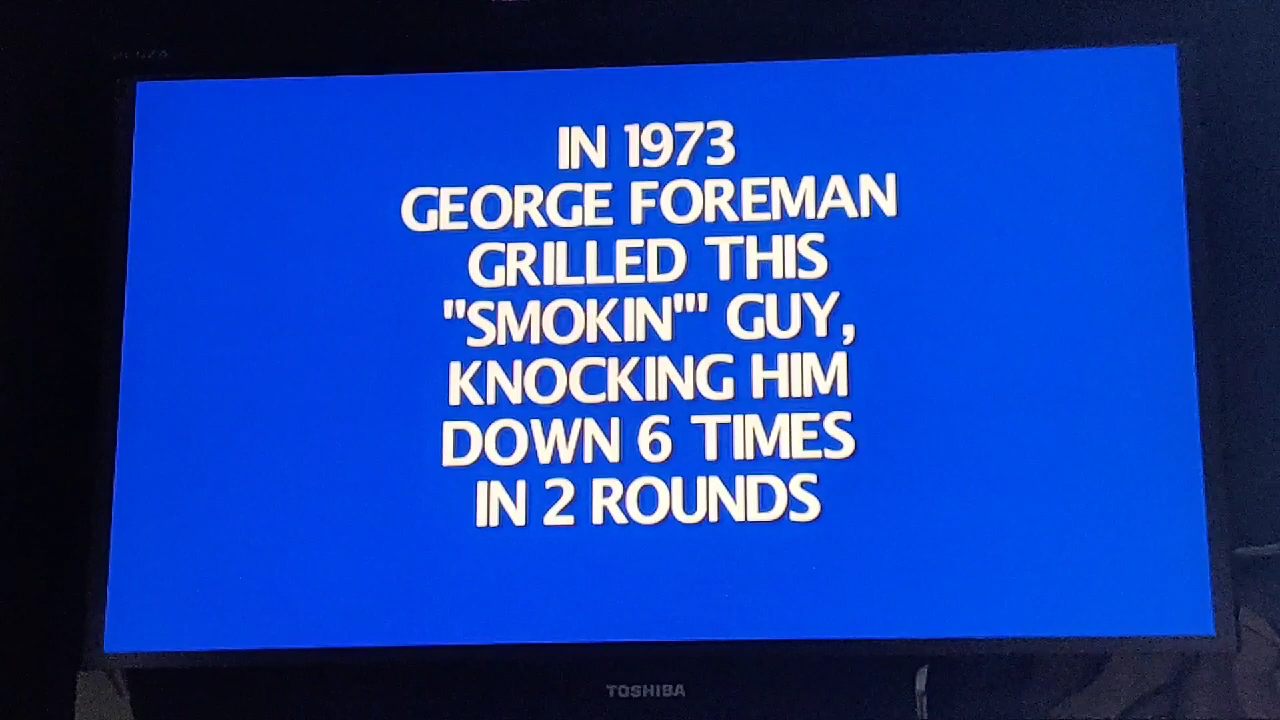 IN 1973
GEORGE FOREMAN
GRILLED THIS
"SMOKIN'" GUY,
KNOCKING HIM
DOWN 6 TIMES
IN 2 ROUNDS
TOSHIBA